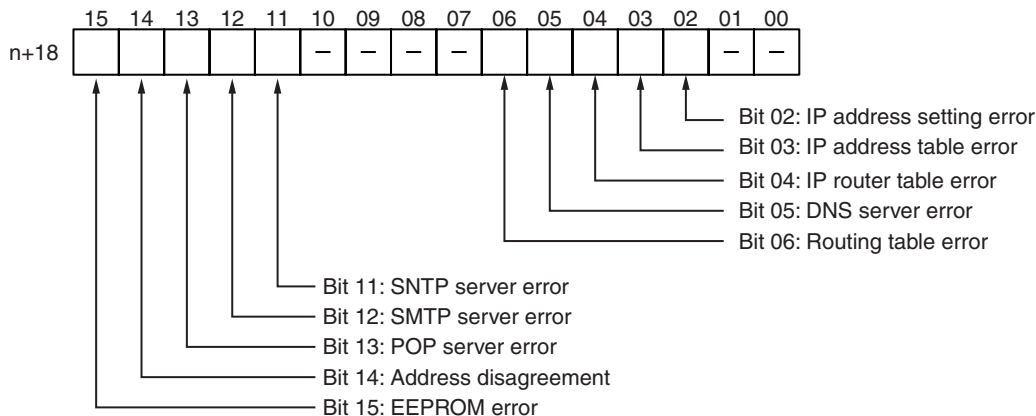 15 14 13 12 11 10 09 08 07 06 05 04 03 02 01 00
n+18 – – – – – –
Bit 02: IP address setting error
Bit 03: IP address table error
Bit 04: IP router table error
Bit 05: DNS server error
Bit 06: Routing table error
Bit 11: SNTP server error
Bit 12: SMTP server error
Bit 13: POP server error
Bit 14: Address disagreement
Bit 15: EEPROM error